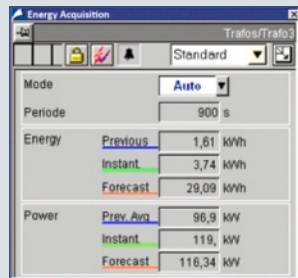 Energy Acquisition
Trafos/Trafo3
Standard
Mode Auto
Periode 900 s
Energy Previous 1,61 kWh
Instant. 3,74 kWh
Forecast 29,09 kWh
Power Prev. Avg 96,9 kW
Instant. 119, kW
Forecast 116,34 kW